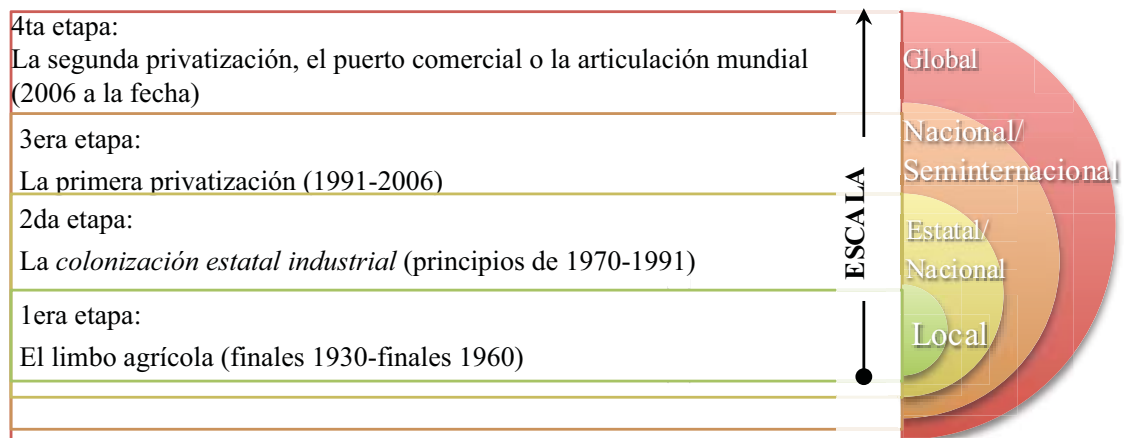 4ta etapa:
La segunda privatización, el puerto comercial o la articulación mundial
(2006 a la fecha)
Global
3era etapa:
La primera privatización (1991-2006)
Nacional/
Seminternacional
2da etapa:
La colonización estatal industrial (principios de 1970-1991)
Estatal/
Nacional
1era etapa:
El limbo agrícola (finales 1930-finales 1960)
Local
ESCALA